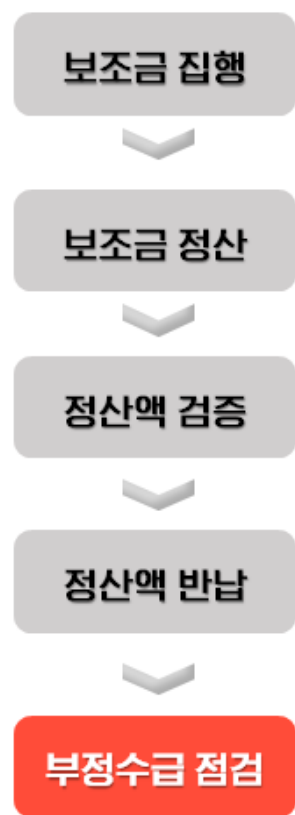 보조금 집행
보조금 정산
정산액 검증
정산액 반납
부정수급 점검